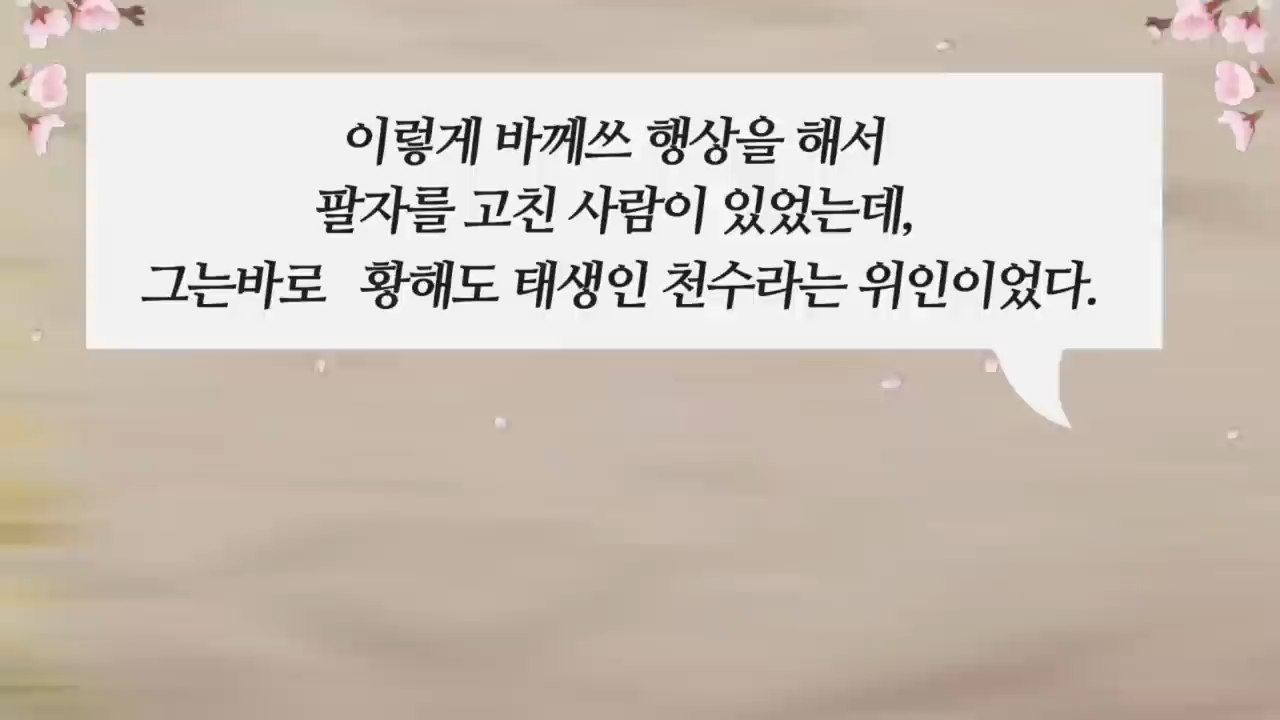 이렇게 바께쓰 행상을 해서
팔자를 고친 사람이 있었는데,
그는바로 황해도 태생인 천수라는 위인이었다.